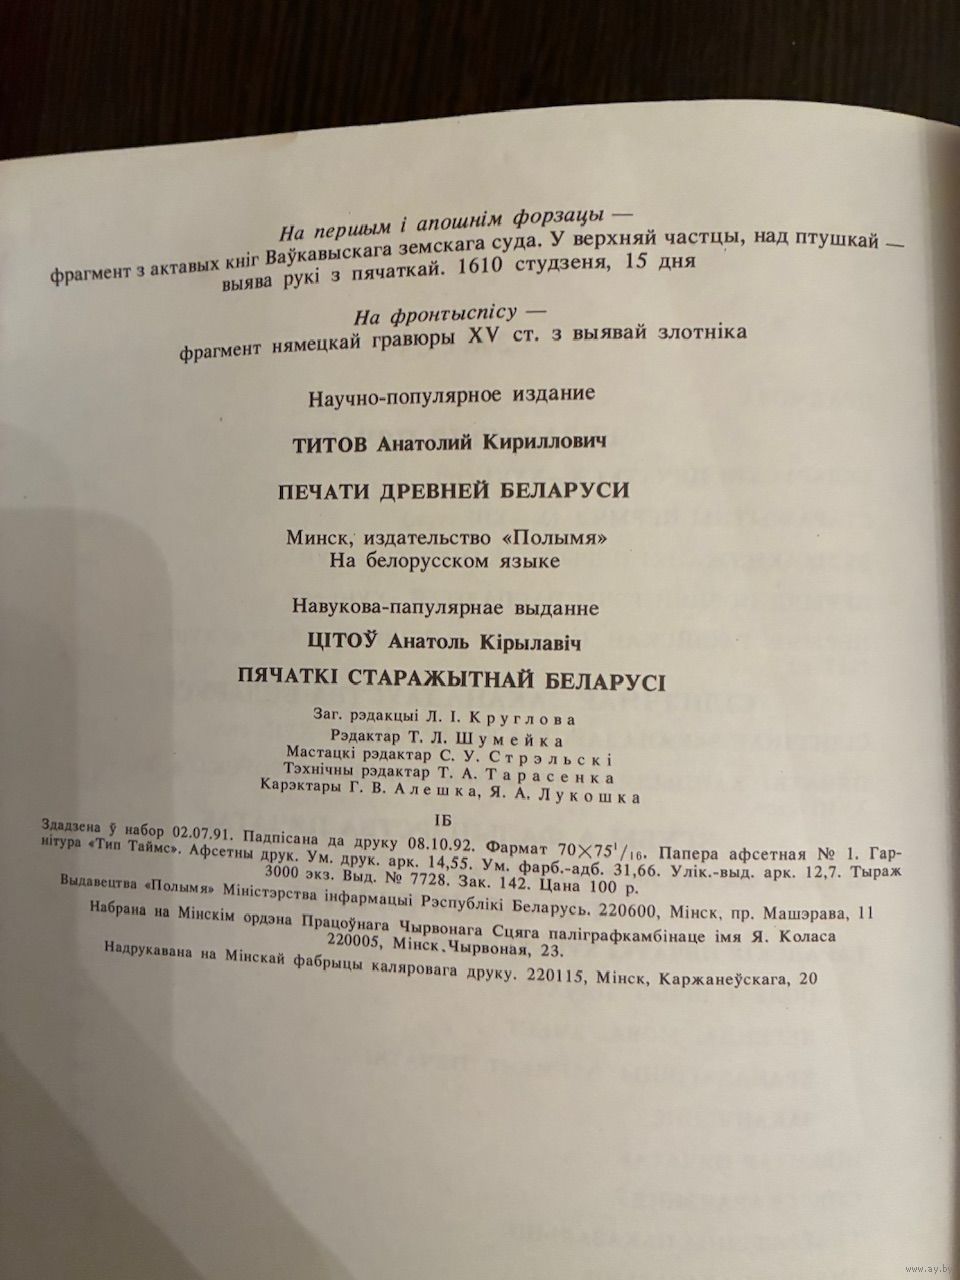 На першым і апошнім форзацы —
фрагмент з актавых кніг Ваўкавыскага земскага суда. У верхняй частцы, над птушкай —
выява рукі з пячаткай. 1610 студзеня, 15 дня
На фронтыспісу —
фрагмент нямецкай гравюры XV ст. з выявай злотніка
Научно-популярное издание
ТИТОВ Анатолий Кириллович
ПЕЧАТИ ДРЕВНЕЙ БЕЛАРУСИ
Минск, издательство «Полымя»
На белорусском языке
Навукова-папулярнае выданне
ЦІТОЎ Анатоль Кірылавіч
ПЯЧАТКІ СТАРАЖЫТНАЙ БЕЛАРУСІ
Заг. рэдакцыі Л. І. Круглова
Рэдактар Т. Л. Шумейка
Мастацкі рэдактар С. У. Стрэльскі
Тэхнічны рэдактар Т. А. Тарасенка
Карэктары Г. В. Алешка, Я. А. Лукошка
ІБ
Здадзена ў набор 02.07.91. Падпісана да друку 08.10.92. Фармат 70×75 1/16. Папера афсетная № 1. Гар-
нітура «Тип Таймс». Афсетны друк. Ум. друк. арк. 14,55. Ум. фарб.-адб. 31,66. Улік.-выд. арк. 12,7. Тыраж
3000 экз. Выд. № 7728. Зак. 142. Цана 100 р.
Выдавецтва «Полымя» Міністэрства інфармацыі Рэспублікі Беларусь. 220600, Мінск, пр. Машэрава, 11
Набрана на Мінскім ордэна Працоўнага Чырвонага Сцяга паліграфкамбінаце імя Я. Коласа
220005, Мінск, Чырвоная, 23.
Надрукавана на Мінскай фабрыцы каляровага друку. 220115, Мінск, Каржанеўскага, 20
www.ay.by